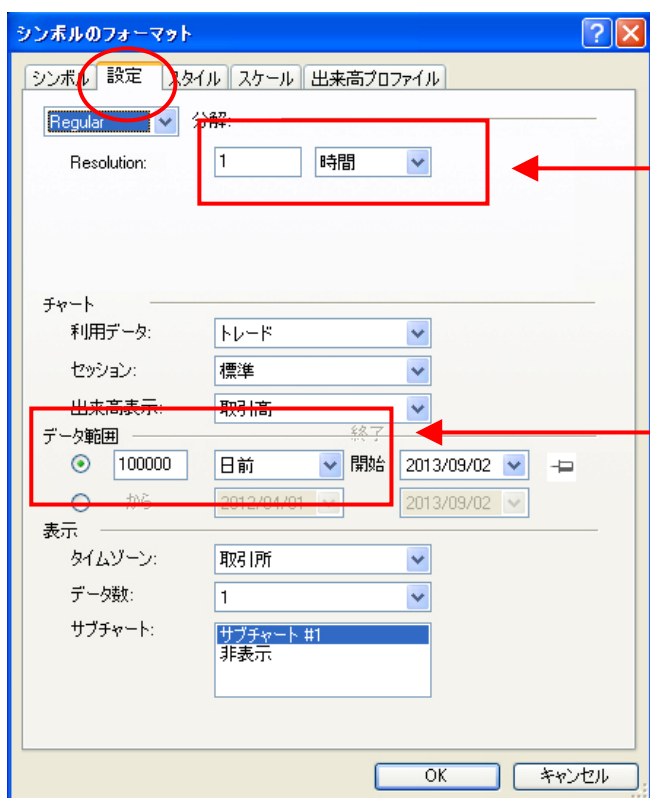 シンボルのフォーマット
シンボル 設定 スタイル スケール 出来高プロファイル
Regular 分解:
Resolution: 1 時間
チャート
利用データ: トレード
セッション: 標準
出来高表示: 取引高
データ範囲 終了
100000 日前 開始 2013/09/02
から 2012/04/01 2013/09/02
表示
タイムゾーン: 取引所
データ数: 1
サブチャート: サブチャート #1
非表示
OK キャンセル